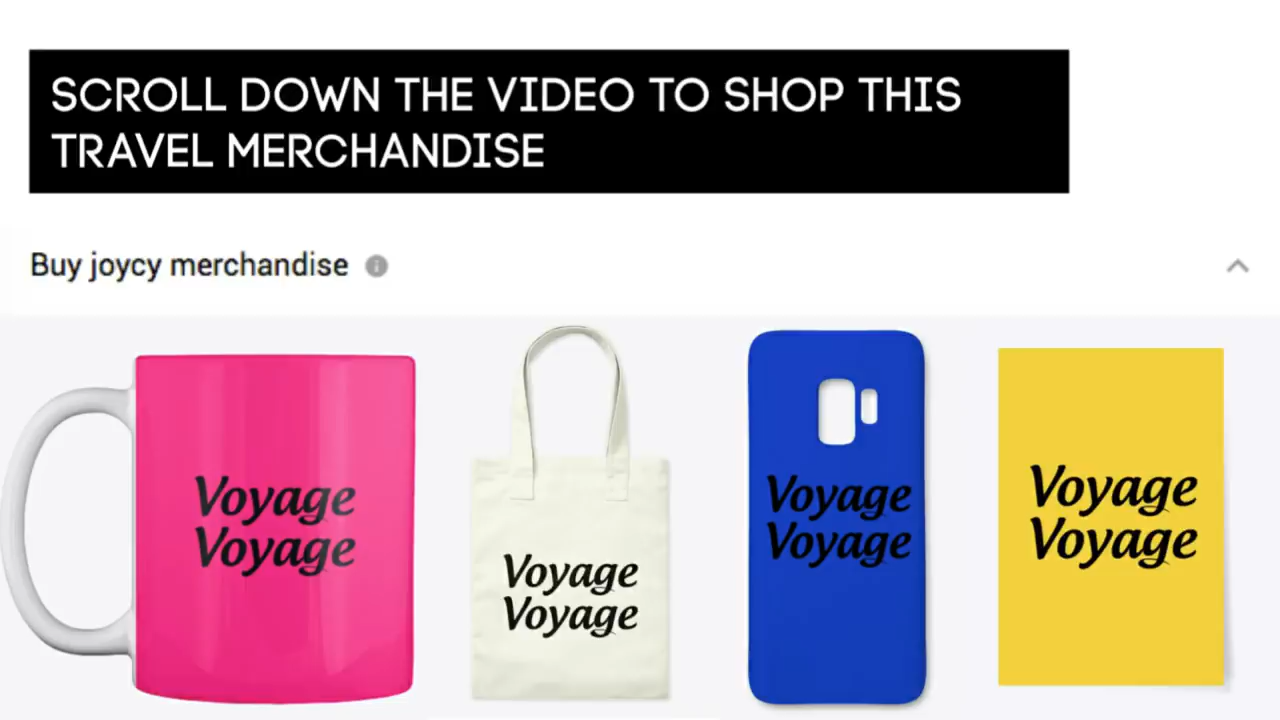 SCROLL DOWN THE VIDEO TO SHOP THIS
TRAVEL MERCHANDISE
Buy joycy merchandise
Voyage
Voyage
Voyage
Voyage
Voyage
Voyage
Voyage
Voyage